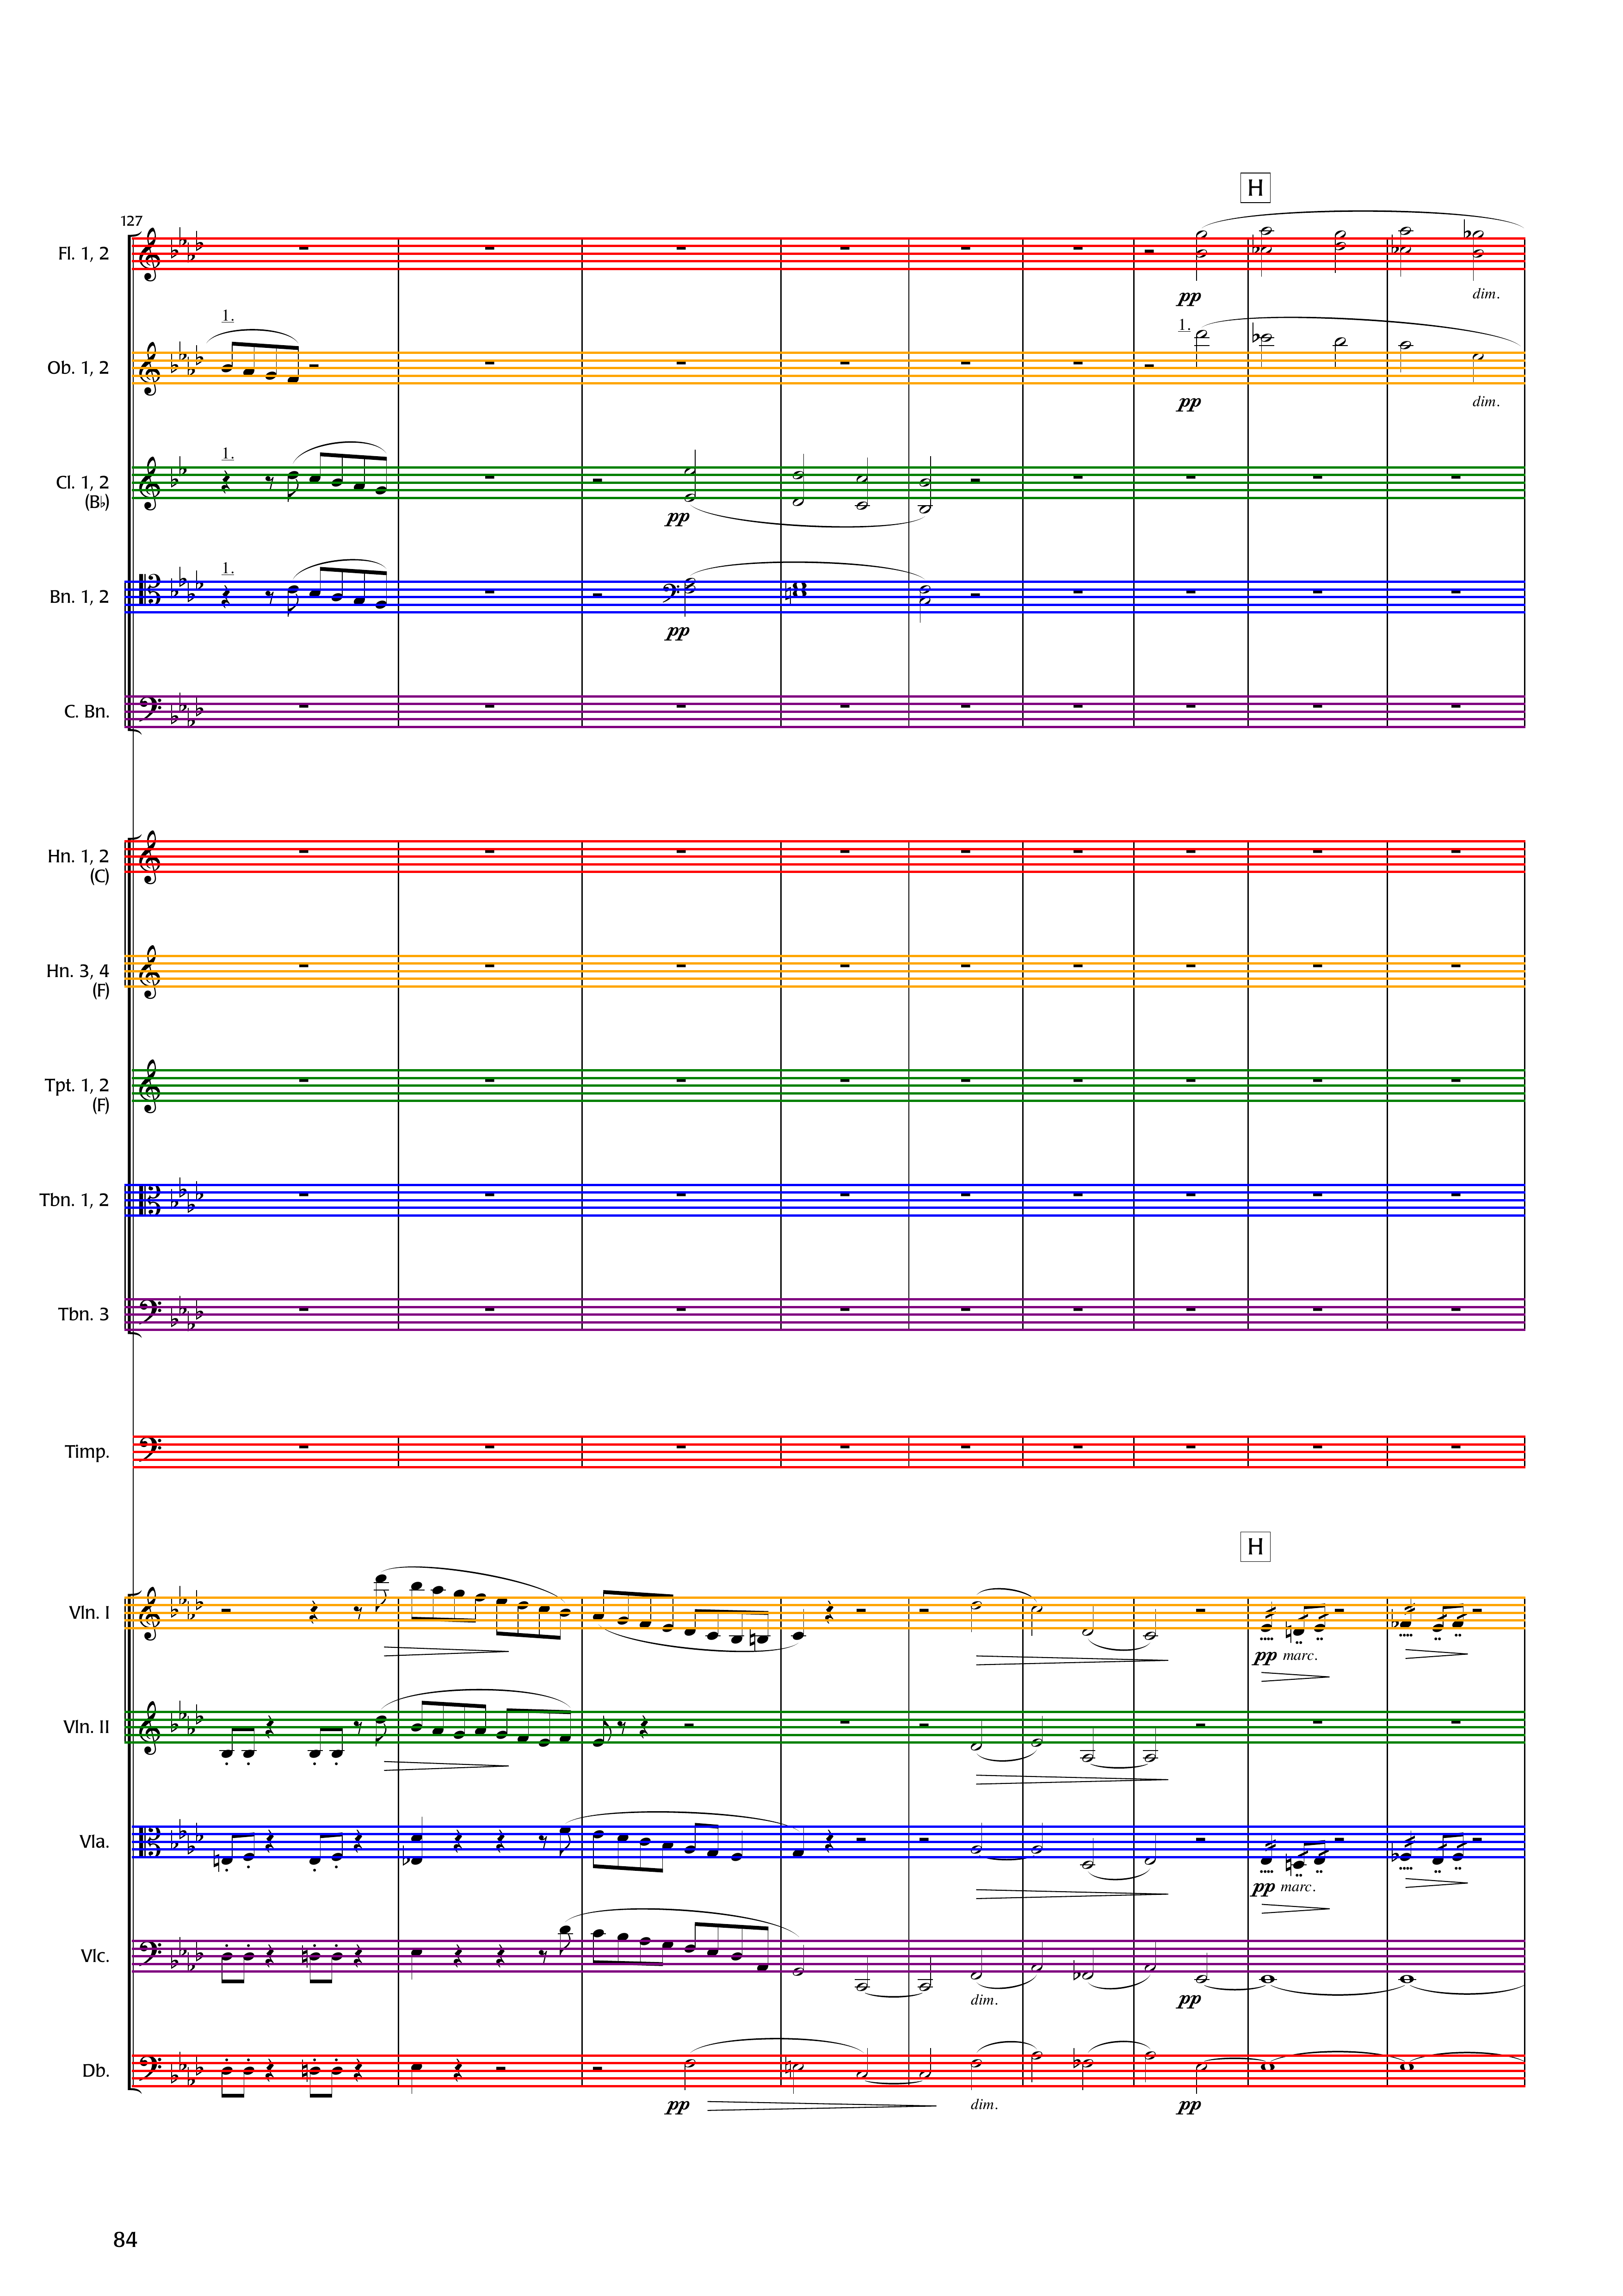 H
127
Fl. 1, 2
pp
dim.
1.
1.
Ob. 1, 2
pp
dim.
1.
Cl. 1, 2
(B♭)
pp
1.
Bn. 1, 2
pp
C. Bn.
Hn. 1, 2
(C)
Hn. 3, 4
(F)
Tpt. 1, 2
(F)
Tbn. 1, 2
Tbn. 3
Timp.
H
Vln. I
pp marc.
Vln. II
Vla.
pp marc.
Vlc.
dim.
pp
Db.
pp
dim.
pp
84